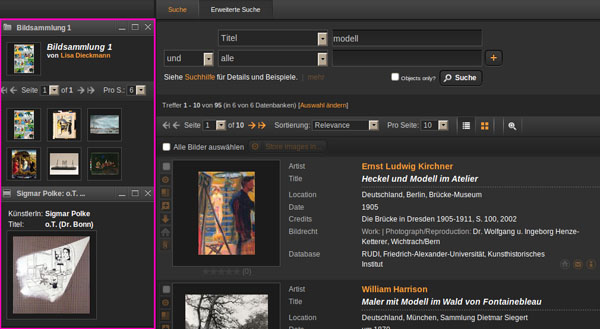 Bildsammlung 1
Bildsammlung 1
von Lisa Dieckmann
Seite 1 of 1 Pro S.: 6
Sigmar Polke: o.T. ...
KünstlerIn: Sigmar Polke
Titel: o.T. (Dr. Bonn)
Suche Erweiterte Suche
Titel modell
und alle
Siehe Suchhilfe für Details und Beispiele. | mehr
Objects only? Suche
Treffer 1 - 10 von 95 (in 6 von 6 Datenbanken) [Auswahl ändern]
Seite 1 of 10 Sortierung: Relevance Pro Seite: 10
Alle Bilder auswählen Store images in...
Artist Ernst Ludwig Kirchner
Title Heckel und Modell im Atelier
Location Deutschland, Berlin, Brücke-Museum
Date 1905
Credits Die Brücke in Dresden 1905-1911, S. 100, 2002
Bildrecht Work: | Photograph/Reproduction: Dr. Wolfgang u. Ingeborg Henze-
Ketterer, Wichtrach/Bern
Database RUDI, Friedrich-Alexander-Universität, Kunsthistorisches
Institut
(0)
Artist William Harrison
Title Maler mit Modell im Wald von Fontainebleau
Location Deutschland, München, Sammlung Dietmar Siegert
Date um 1870